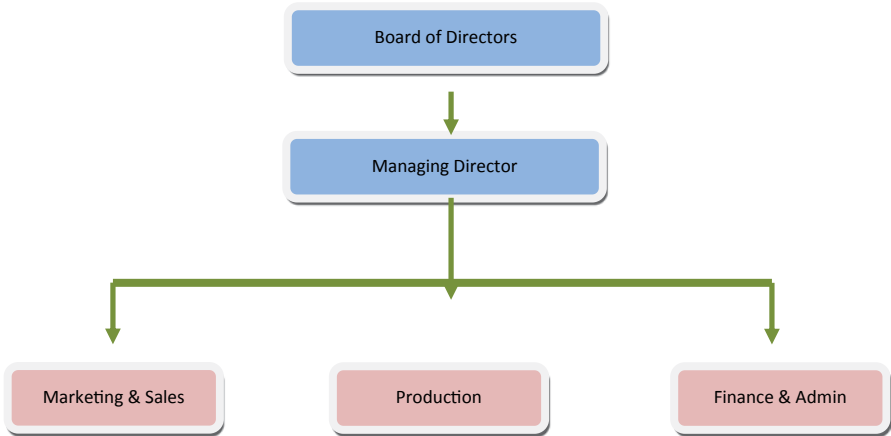 Board of Directors
Managing Director
Marketing & Sales
Production
Finance & Admin